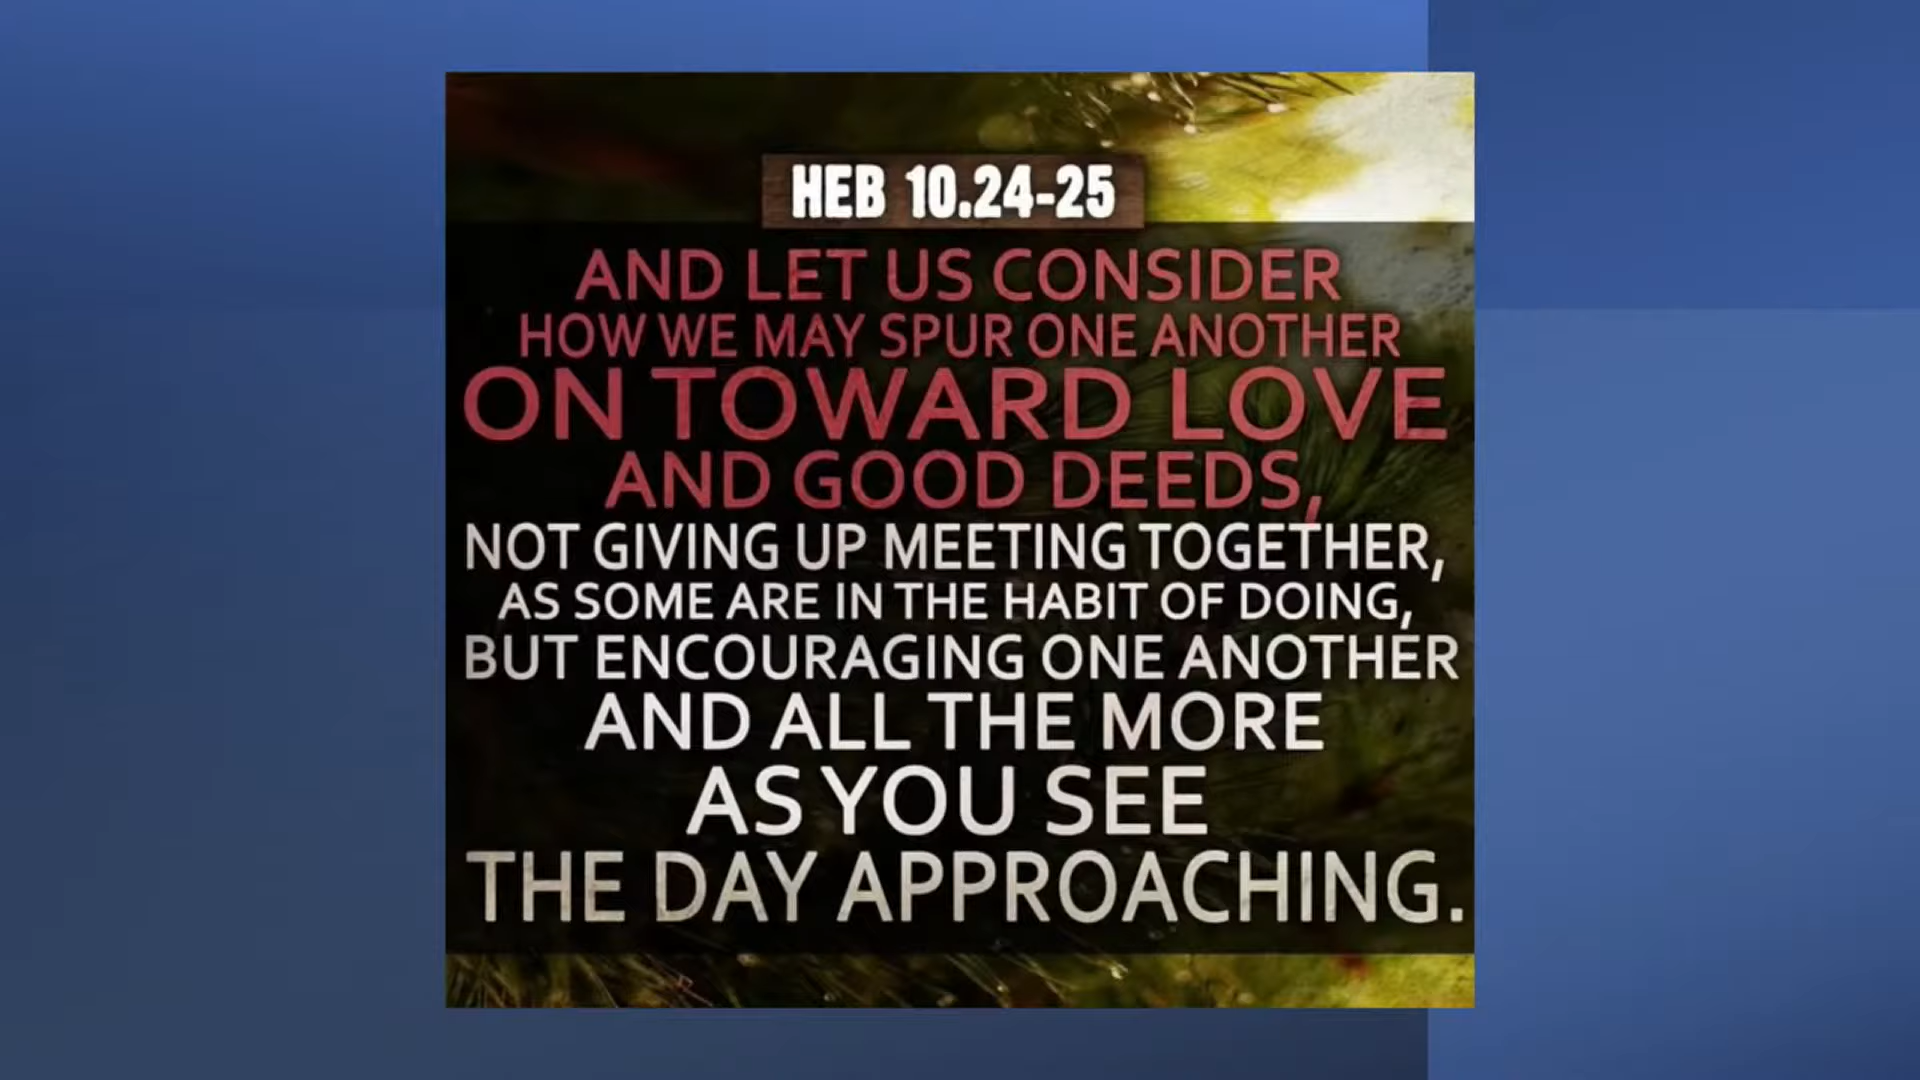 HEB 10.24-25
AND LET US CONSIDER
HOW WE MAY SPUR ONE ANOTHER
ON TOWARD LOVE
AND GOOD DEEDS,
NOT GIVING UP MEETING TOGETHER,
AS SOME ARE IN THE HABIT OF DOING,
BUT ENCOURAGING ONE ANOTHER
AND ALL THE MORE
AS YOU SEE
THE DAY APPROACHING.